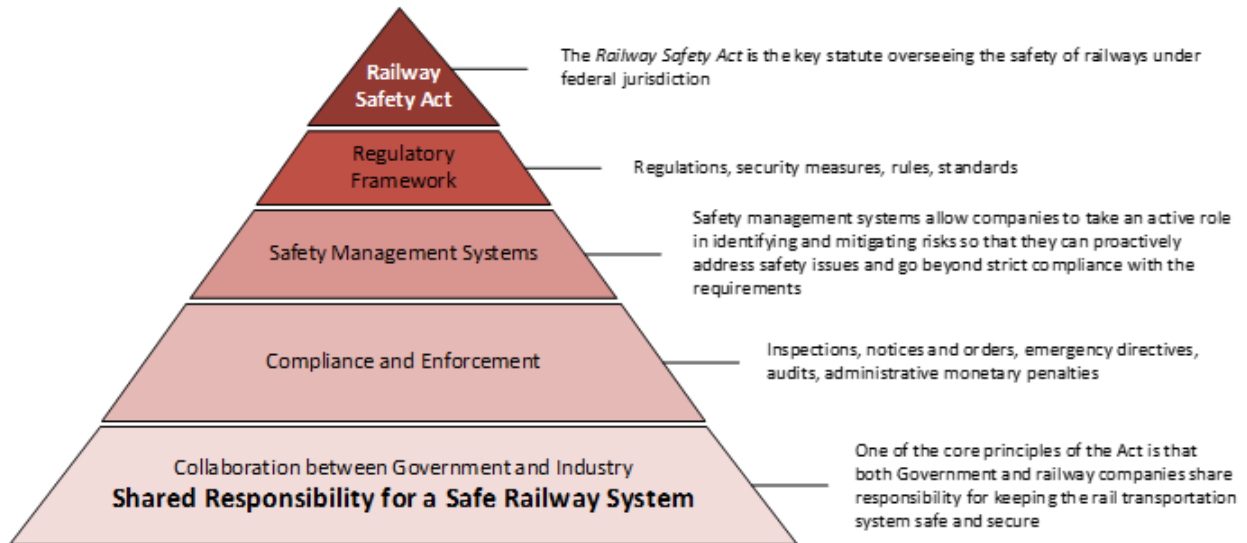 Railway
Safety Act
The Railway Safety Act is the key statute overseeing the safety of railways under
federal jurisdiction
Regulatory
Framework
Regulations, security measures, rules, standards
Safety Management Systems
Safety management systems allow companies to take an active role
in identifying and mitigating risks so that they can proactively
address safety issues and go beyond strict compliance with the
requirements
Compliance and Enforcement
Inspections, notices and orders, emergency directives,
audits, administrative monetary penalties
Collaboration between Government and Industry
Shared Responsibility for a Safe Railway System
One of the core principles of the Act is that
both Government and railway companies share
responsibility for keeping the rail transportation
system safe and secure